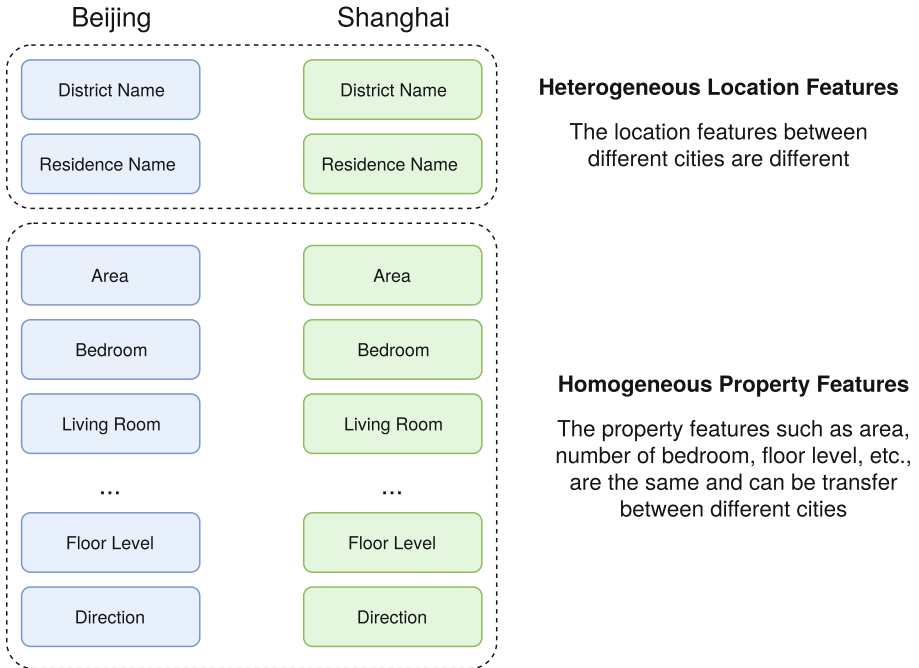 Beijing
Shanghai
District Name
District Name
Heterogeneous Location Features
Residence Name
Residence Name
The location features between
different cities are different
Area
Area
Bedroom
Bedroom
Living Room
Living Room
...
...
Floor Level
Floor Level
Direction
Direction
Homogeneous Property Features
The property features such as area,
number of bedroom, floor level, etc.,
are the same and can be transfer
between different cities